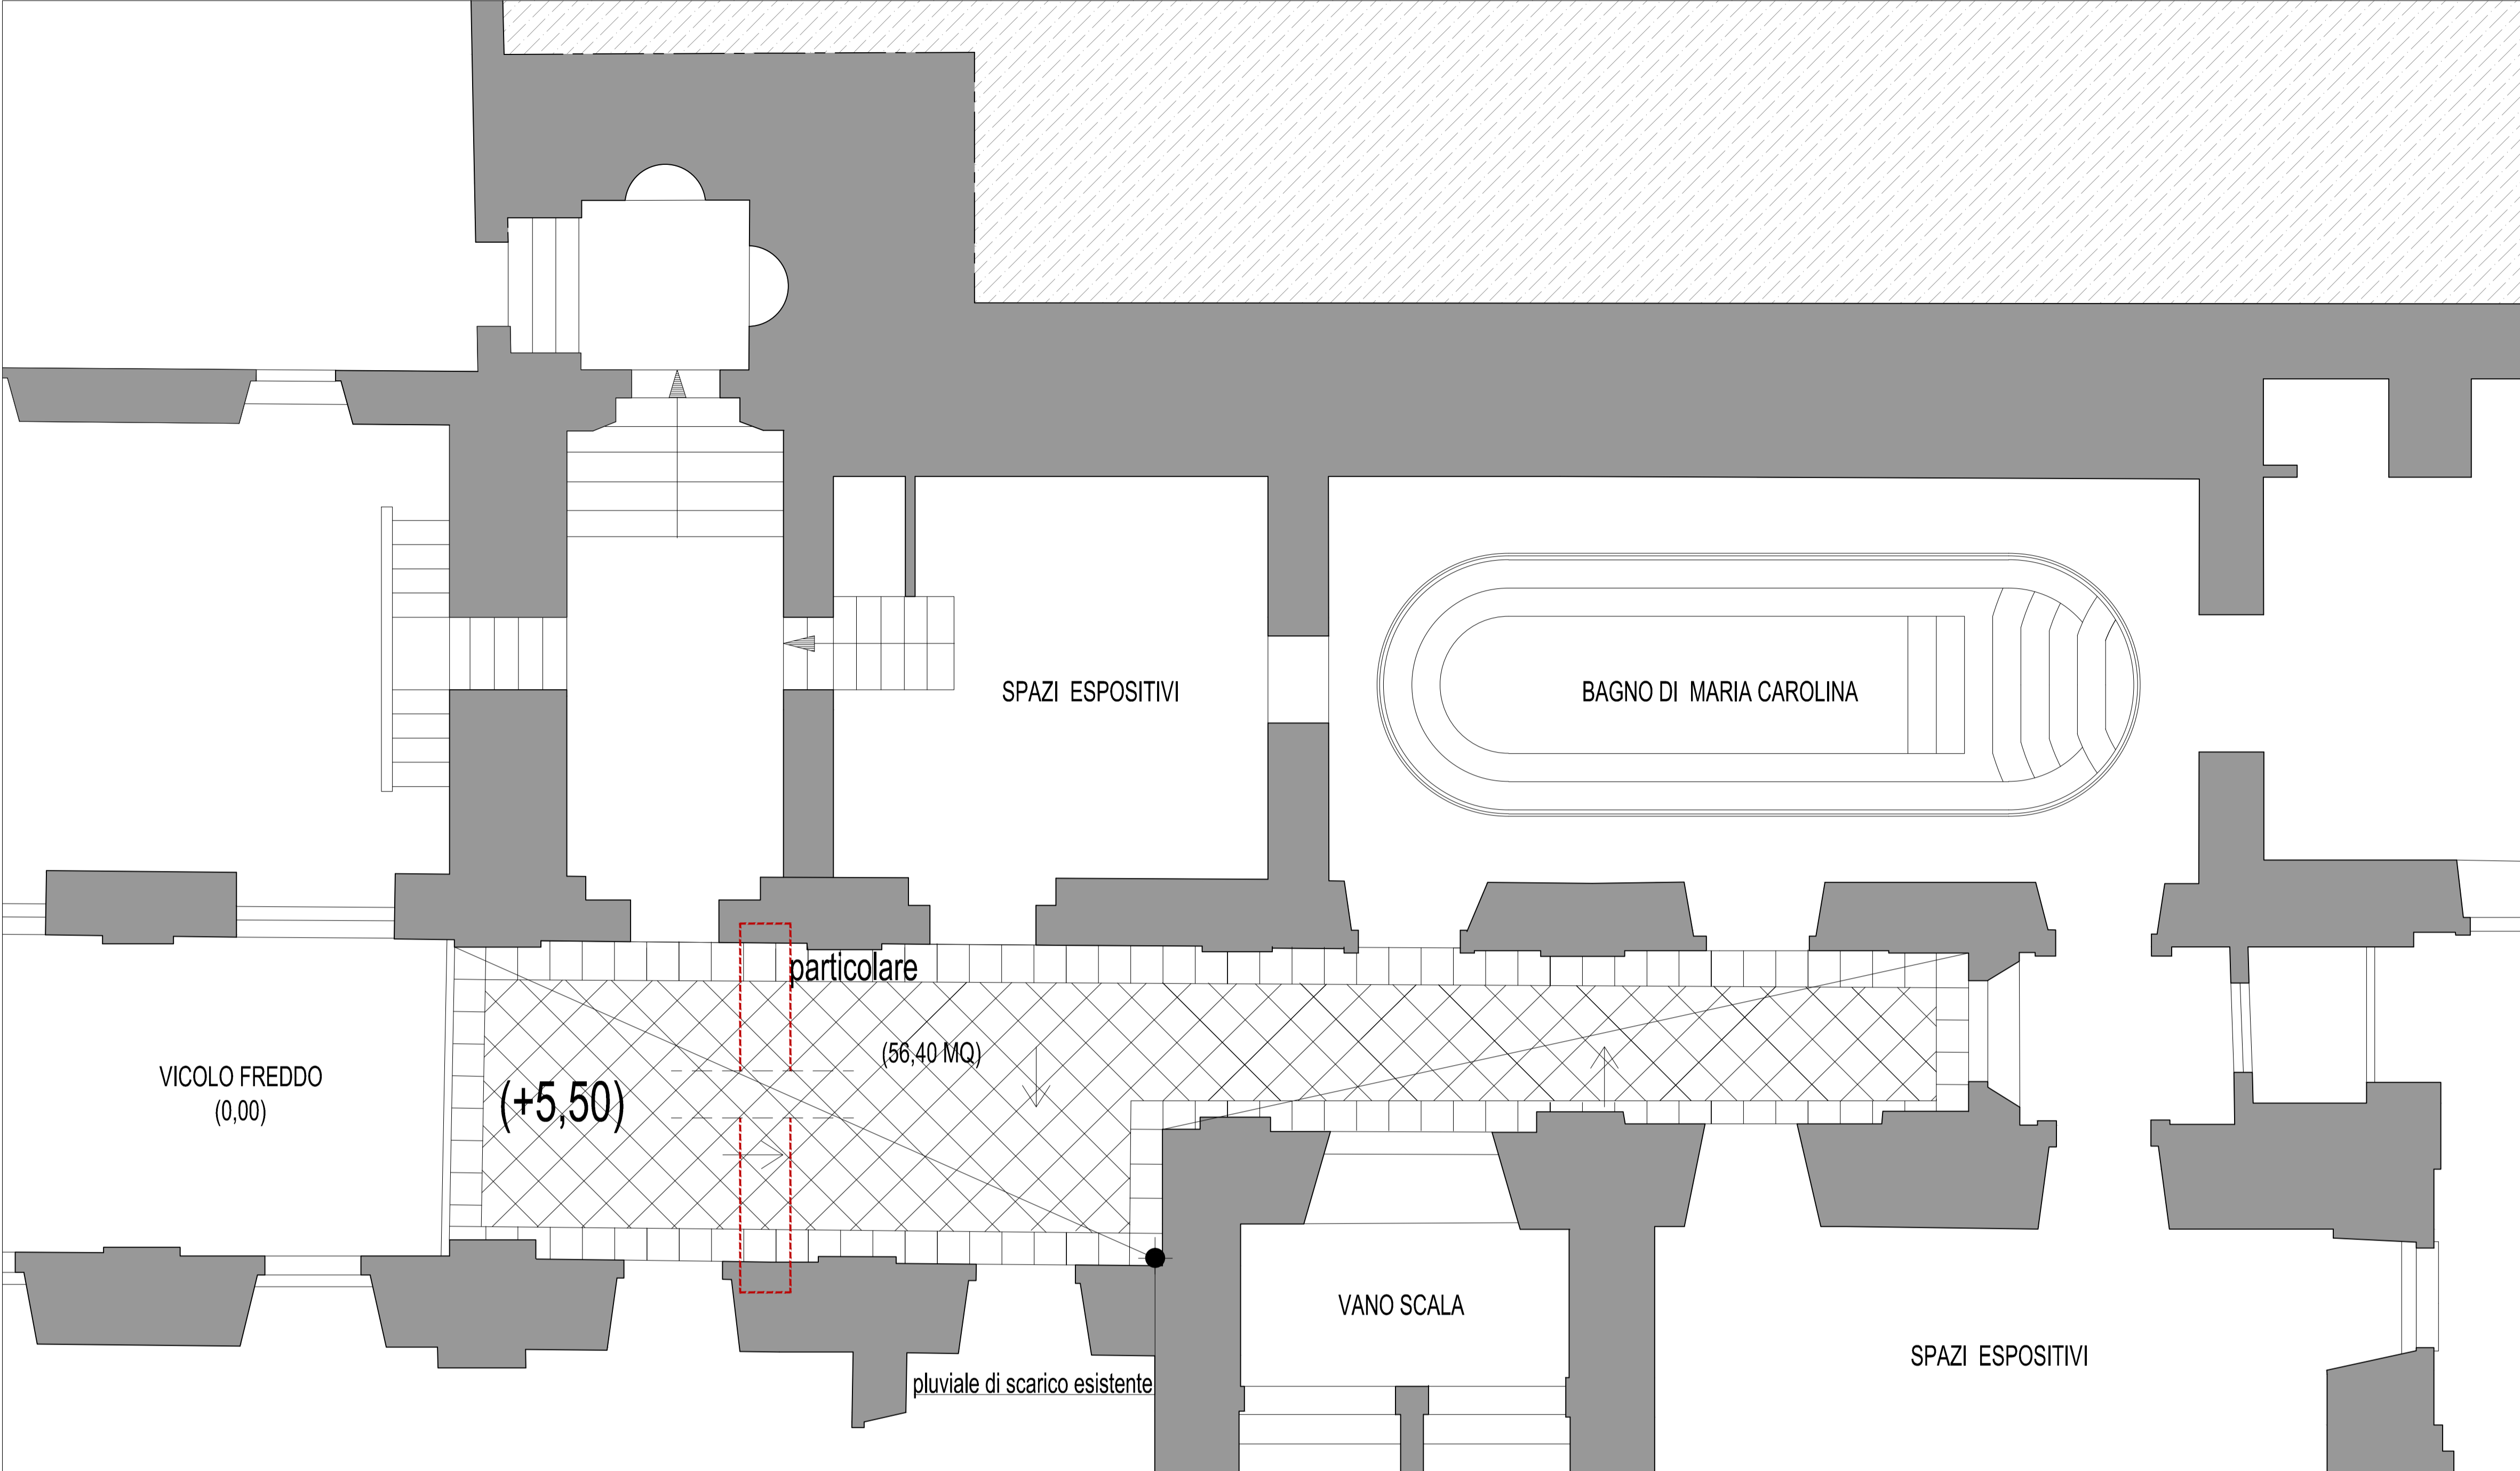 SPAZI ESPOSITIVI
BAGNO DI MARIA CAROLINA
particolare
(56,40 MQ)
VICOLO FREDDO
(0,00)
(+5,50)
VANO SCALA
SPAZI ESPOSITIVI
pluviale di scarico esistente